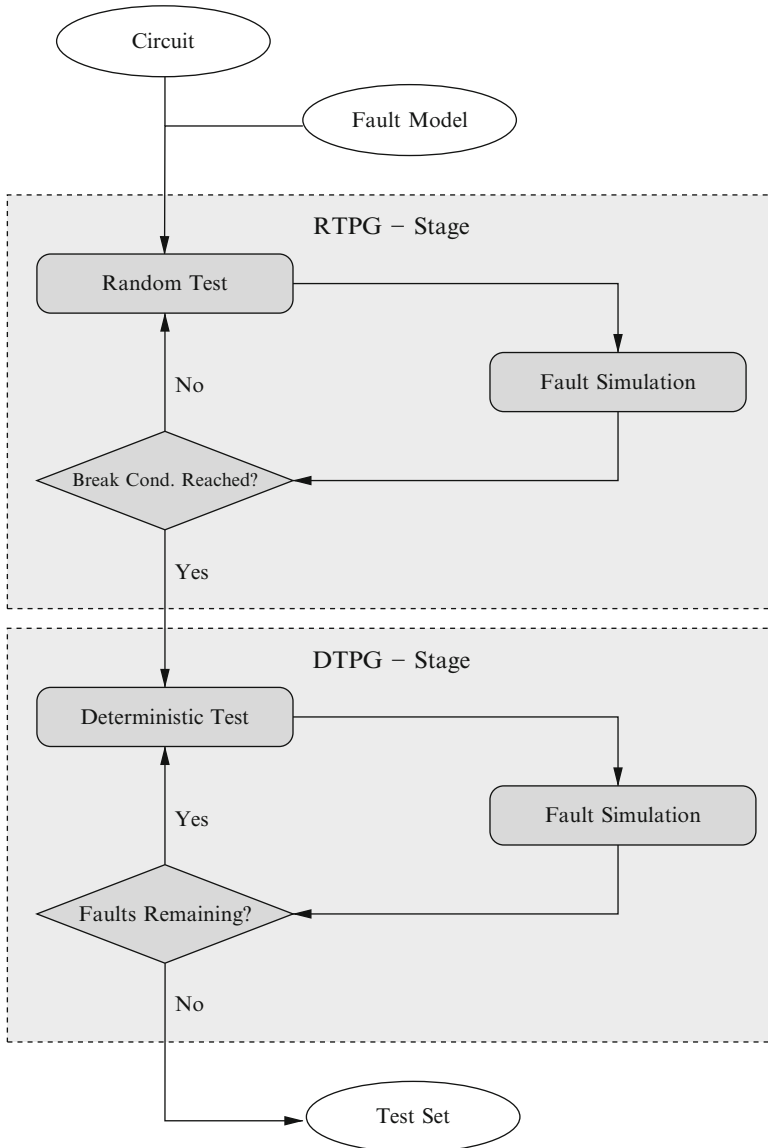 Circuit
Fault Model
RTPG − Stage
Random Test
Fault Simulation
No
Break Cond. Reached?
Yes
DTPG − Stage
Deterministic Test
Fault Simulation
Yes
Faults Remaining?
No
Test Set